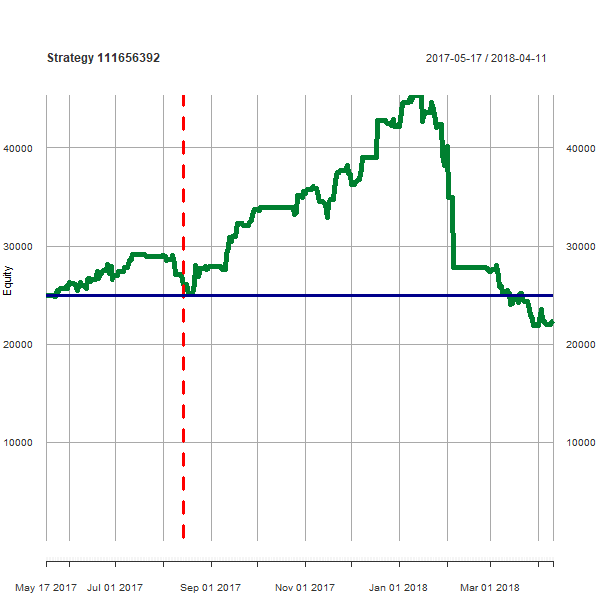 Strategy 111656392
2017-05-17 / 2018-04-11
40000 40000
30000 30000
Equity
20000 20000
10000 10000
May 17 2017 Jul 01 2017 Sep 01 2017 Nov 01 2017 Jan 01 2018 Mar 01 2018